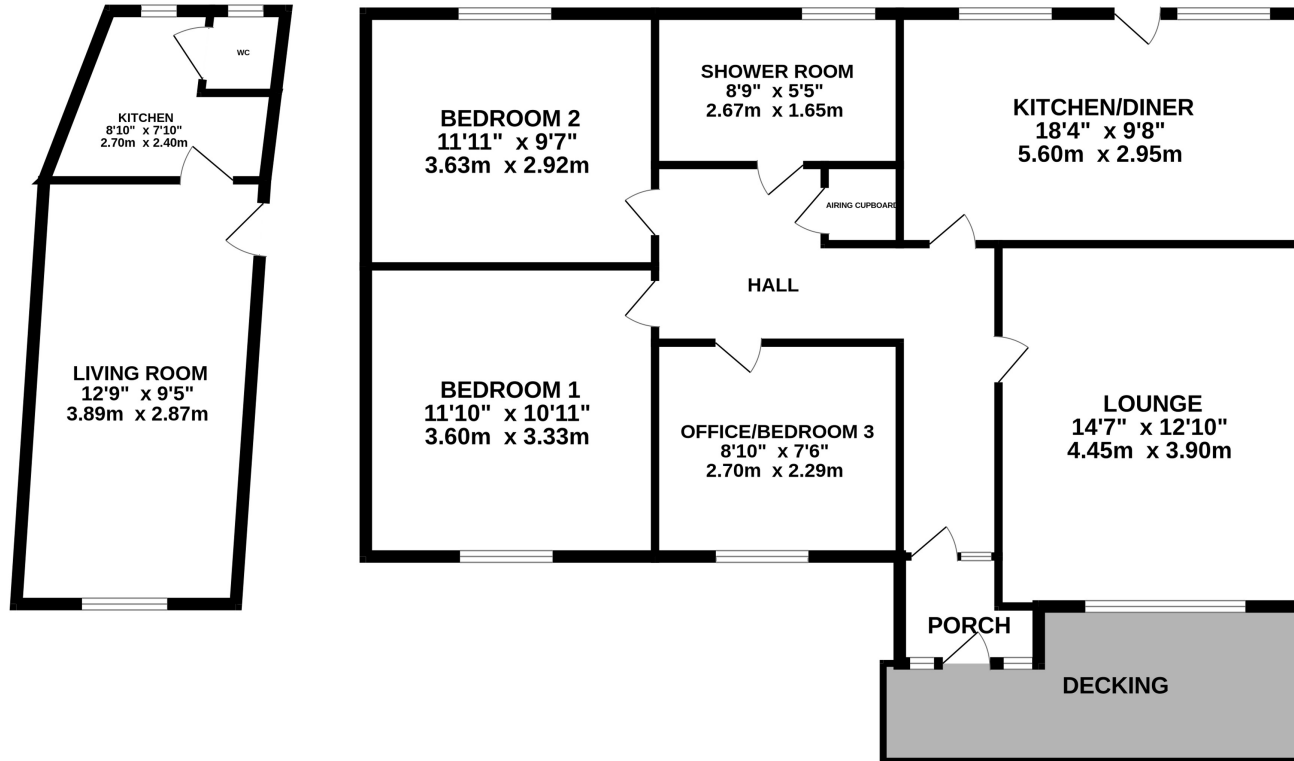 WC
KITCHEN
8'10" x 7'10"
2.70m x 2.40m
LIVING ROOM
12'9" x 9'5"
3.89m x 2.87m
BEDROOM 2
11'11" x 9'7"
3.63m x 2.92m
SHOWER ROOM
8'9" x 5'5"
2.67m x 1.65m
KITCHEN/DINER
18'4" x 9'8"
5.60m x 2.95m
AIRING CUPBOARD
HALL
BEDROOM 1
11'10" x 10'11"
3.60m x 3.33m
OFFICE/BEDROOM 3
8'10" x 7'6"
2.70m x 2.29m
LOUNGE
14'7" x 12'10"
4.45m x 3.90m
PORCH
DECKING